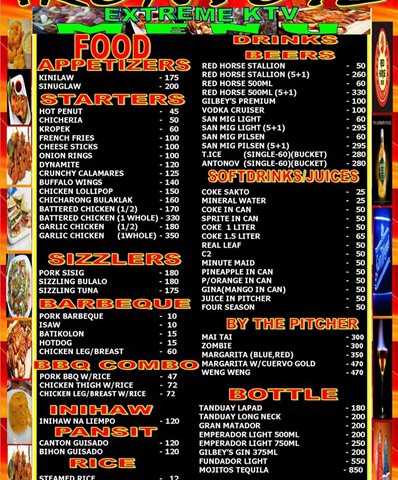 EXTREME KTV
MENU
FOOD
APPETIZERS
KINILAW - 175
SINUGLAW - 200
STARTERS
HOT PENUT - 45
CHICHERIA - 50
KROPEK - 60
FRENCH FRIES - 100
CHEESE STICKS - 100
ONION RINGS - 100
DYNAMITE - 120
CRUNCHY CALAMARES - 125
BUFFALO WINGS - 140
CHICKEN LOLLIPOP - 150
CHICHARONG BULAKLAK - 160
BATTERED CHICKEN (1/2) - 170
BATTERED CHICKEN (1 WHOLE) - 330
GARLIC CHICKEN (1/2) - 180
GARLIC CHICKEN (1WHOLE) - 350
SIZZLERS
PORK SISIG - 180
SIZZLING BULALO - 180
SIZZLING TUNA - 175
BARBEQUE
PORK BARBEQUE - 10
ISAW - 10
BATIKOLON - 15
HOTDOG - 15
CHICKEN LEG/BREAST - 60
BBQ COMBO
PORK BBQ W/RICE - 47
CHICKEN THIGH W/RICE - 72
CHICKEN LEG/BREAST W/RICE - 72
INIHAW
INIHAW NA LIEMPO - 120
PANSIT
CANTON GUISADO - 120
BIHON GUISADO - 120
RICE
STEAMED RICE - 12
DRINKS
BEERS
RED HORSE STALLION - 50
RED HORSE STALLION (5+1) - 260
RED HORSE 500ML - 60
RED HORSE 500ML (5+1) - 330
GILBEY'S PREMIUM - 100
VODKA CRUISER - 100
SAN MIG LIGHT - 60
SAN MIG LIGHT (5+1) - 295
SAN MIG PILSEN - 60
SAN MIG PILSEN (5+1) - 295
T.ICE (SINGLE-60)(BUCKET) - 280
ANTONOV (SINGLE-60)(BUCKET) - 280
SOFTDRINKS/JUICES
COKE SAKTO - 25
MINERAL WATER - 25
COKE IN CAN - 50
SPRITE IN CAN - 50
COKE 1 LITER - 50
COKE 1.5 - 65
REAL LEAF - 50
C2 - 50
MINUTE MAID - 50
PINEAPPLE IN CAN - 50
P/ORANGE IN CAN - 50
GINA(MANGO IN CAN) - 50
JUICE IN PITCHER - 50
FOUR SEASON - 50
BY THE PITCHER
MAI TAI - 300
ZOMBIE - 300
MARGARITA (BLUE,RED) - 350
MARGARITA W/CUERVO GOLD - 470
WENG WENG - 470
BOTTLE
TANDUAY LAPAD - 180
TANDUAY LONG NECK - 200
GRAN MATADOR - 200
EMPERADOR LIGHT 500ML - 200
EMPERADOR LIGHT 750ML - 250
GILBEY'S GIN 375ML - 200
FUNDADOR LIGHT - 550
MOJITOS TEQUILA - 850